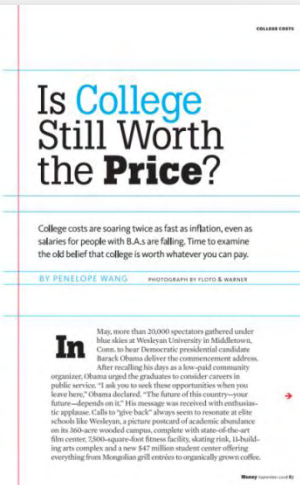 COLLEGE COSTS
Is College
Still Worth
the Price?
College costs are soaring twice as fast as inflation, even as
salaries for people with B.A.s are falling. Time to examine
the old belief that college is worth whatever you can pay.
BY PENELOPE WANG PHOTOGRAPH BY FLOTO & WARNER
In May, more than 20,000 spectators gathered under
blue skies at Wesleyan University in Middletown,
Conn. to hear Democratic presidential candidate
Barack Obama deliver the commencement address.
After recalling his days as a low-paid community
organizer, Obama urged the graduates to consider careers in
public service. "I ask you to seek these opportunities when you
leave here," Obama declared. "The future of this country—your
future—depends on it." His message was received with enthusias-
tic applause. Calls to "give back" always seem to resonate at elite
schools like Wesleyan, a picture postcard of academic abundance
on its 360-acre wooded campus, complete with state-of-the-art
film center, 7,500-square-foot fitness facility, skating rink, 11-build-
ing arts complex and a new $47 million student center offering
everything from Mongolian grill entrées to organically grown coffee.
Money September 2008 87